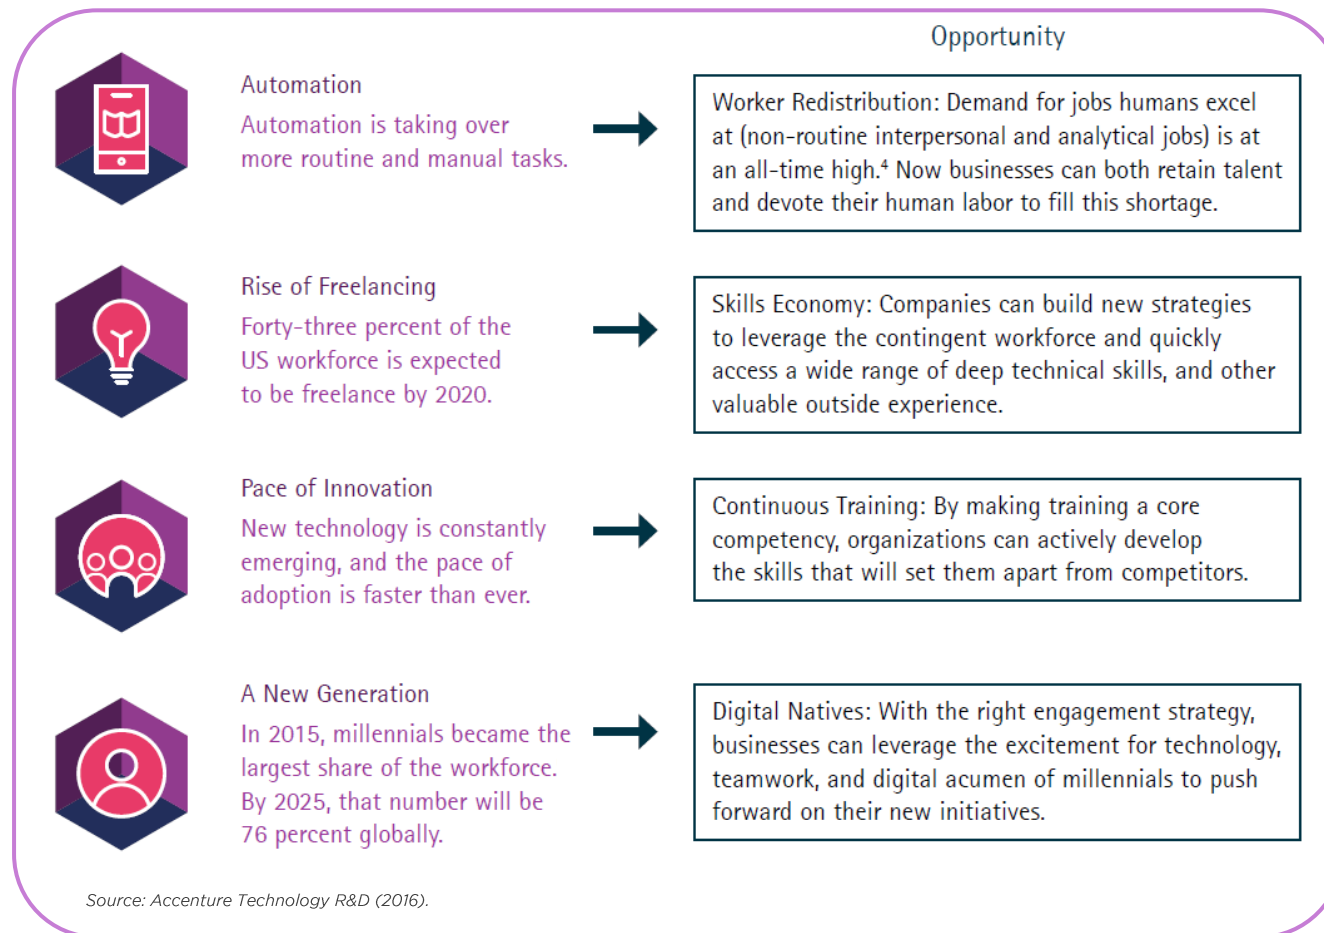 Opportunity
Automation
Automation is taking over
more routine and manual tasks.
Worker Redistribution: Demand for jobs humans excel
at (non-routine interpersonal and analytical jobs) is at
an all-time high.⁴ Now businesses can both retain talent
and devote their human labor to fill this shortage.
Rise of Freelancing
Forty-three percent of the
US workforce is expected
to be freelance by 2020.
Skills Economy: Companies can build new strategies
to leverage the contingent workforce and quickly
access a wide range of deep technical skills, and other
valuable outside experience.
Pace of Innovation
New technology is constantly
emerging, and the pace of
adoption is faster than ever.
Continuous Training: By making training a core
competency, organizations can actively develop
the skills that will set them apart from competitors.
A New Generation
In 2015, millennials became the
largest share of the workforce.
By 2025, that number will be
76 percent globally.
Digital Natives: With the right engagement strategy,
businesses can leverage the excitement for technology,
teamwork, and digital acumen of millennials to push
forward on their new initiatives.
Source: Accenture Technology R&D (2016).